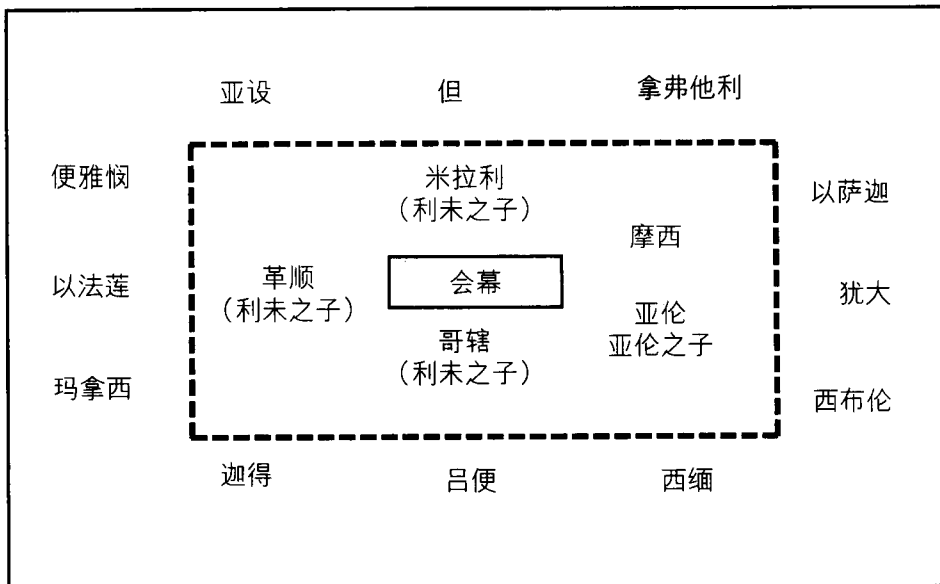 亚设 但 拿弗他利
便雅悯
米拉利
（利未之子）
以萨迦
摩西
以法莲
革顺
（利未之子）
会幕
犹大
亚伦
亚伦之子
哥辖
（利未之子）
玛拿西
西布伦
迦得 吕便 西缅